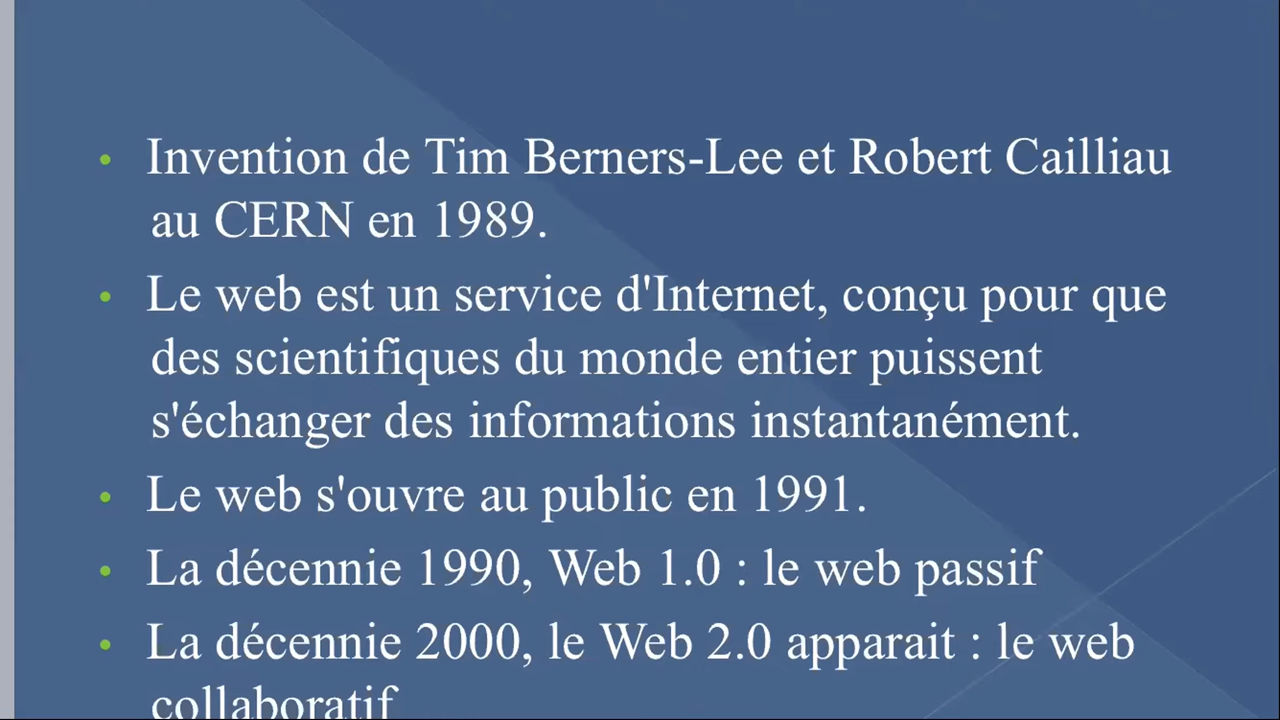 • Invention de Tim Berners-Lee et Robert Cailliau
au CERN en 1989.
• Le web est un service d'Internet, conçu pour que
des scientifiques du monde entier puissent
s'échanger des informations instantanément.
• Le web s'ouvre au public en 1991.
• La décennie 1990, Web 1.0 : le web passif
• La décennie 2000, le Web 2.0 apparait : le web
collaboratif